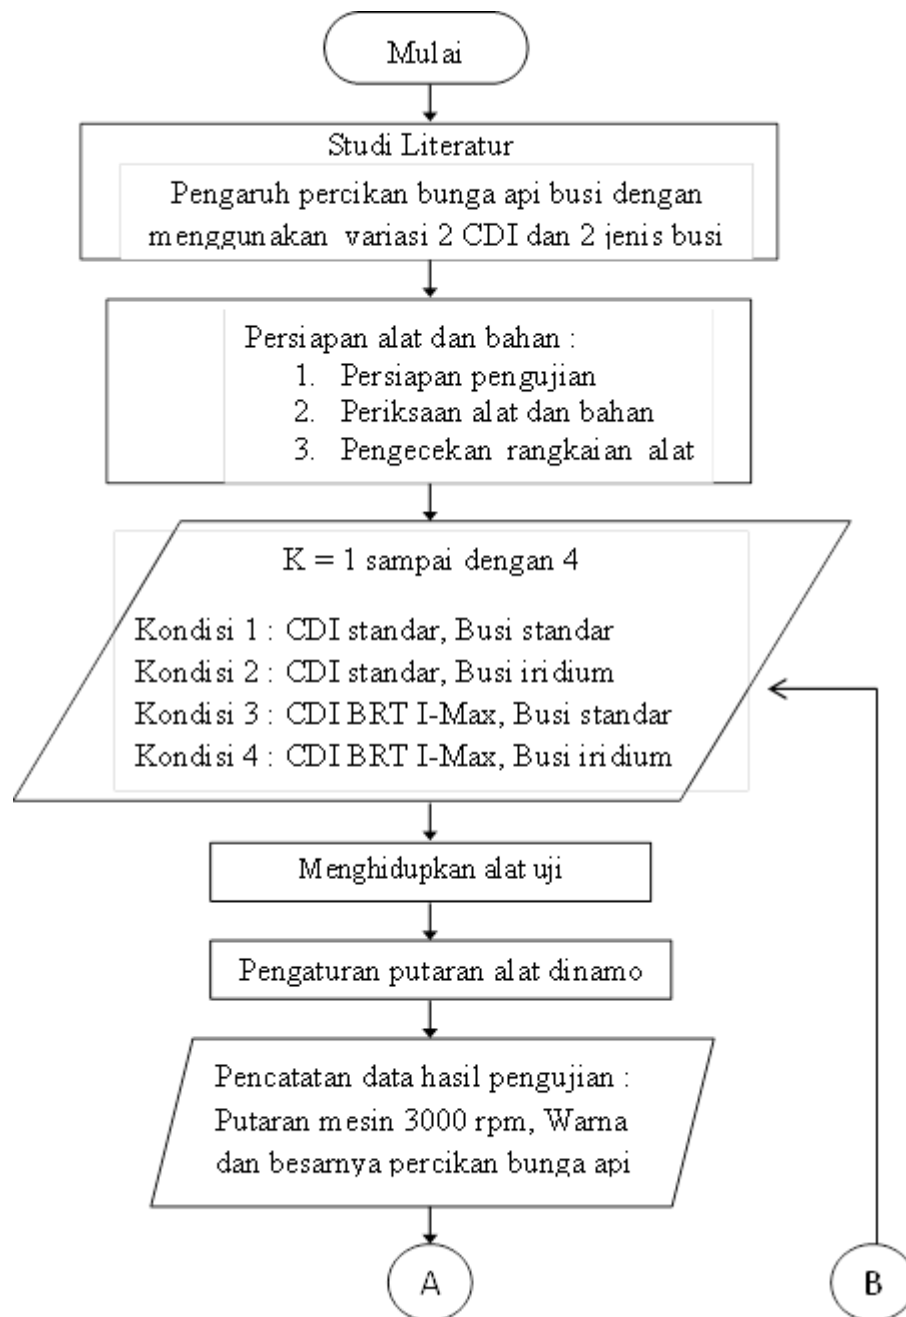 Mulai
Studi Literatur
Pengaruh percikan bunga api busi dengan
menggunakan variasi 2 CDI dan 2 jenis busi
Persiapan alat dan bahan :
1. Persiapan pengujian
2. Periksaan alat dan bahan
3. Pengecekan rangkaian alat
K = 1 sampai dengan 4
Kondisi 1 : CDI standar, Busi standar
Kondisi 2 : CDI standar, Busi iridium
Kondisi 3 : CDI BRT I-Max, Busi standar
Kondisi 4 : CDI BRT I-Max, Busi iridium
Menghidupkan alat uji
Pengaturan putaran alat dinamo
Pencatatan data hasil pengujian :
Putaran mesin 3000 rpm, Warna
dan besarnya percikan bunga api
A
B